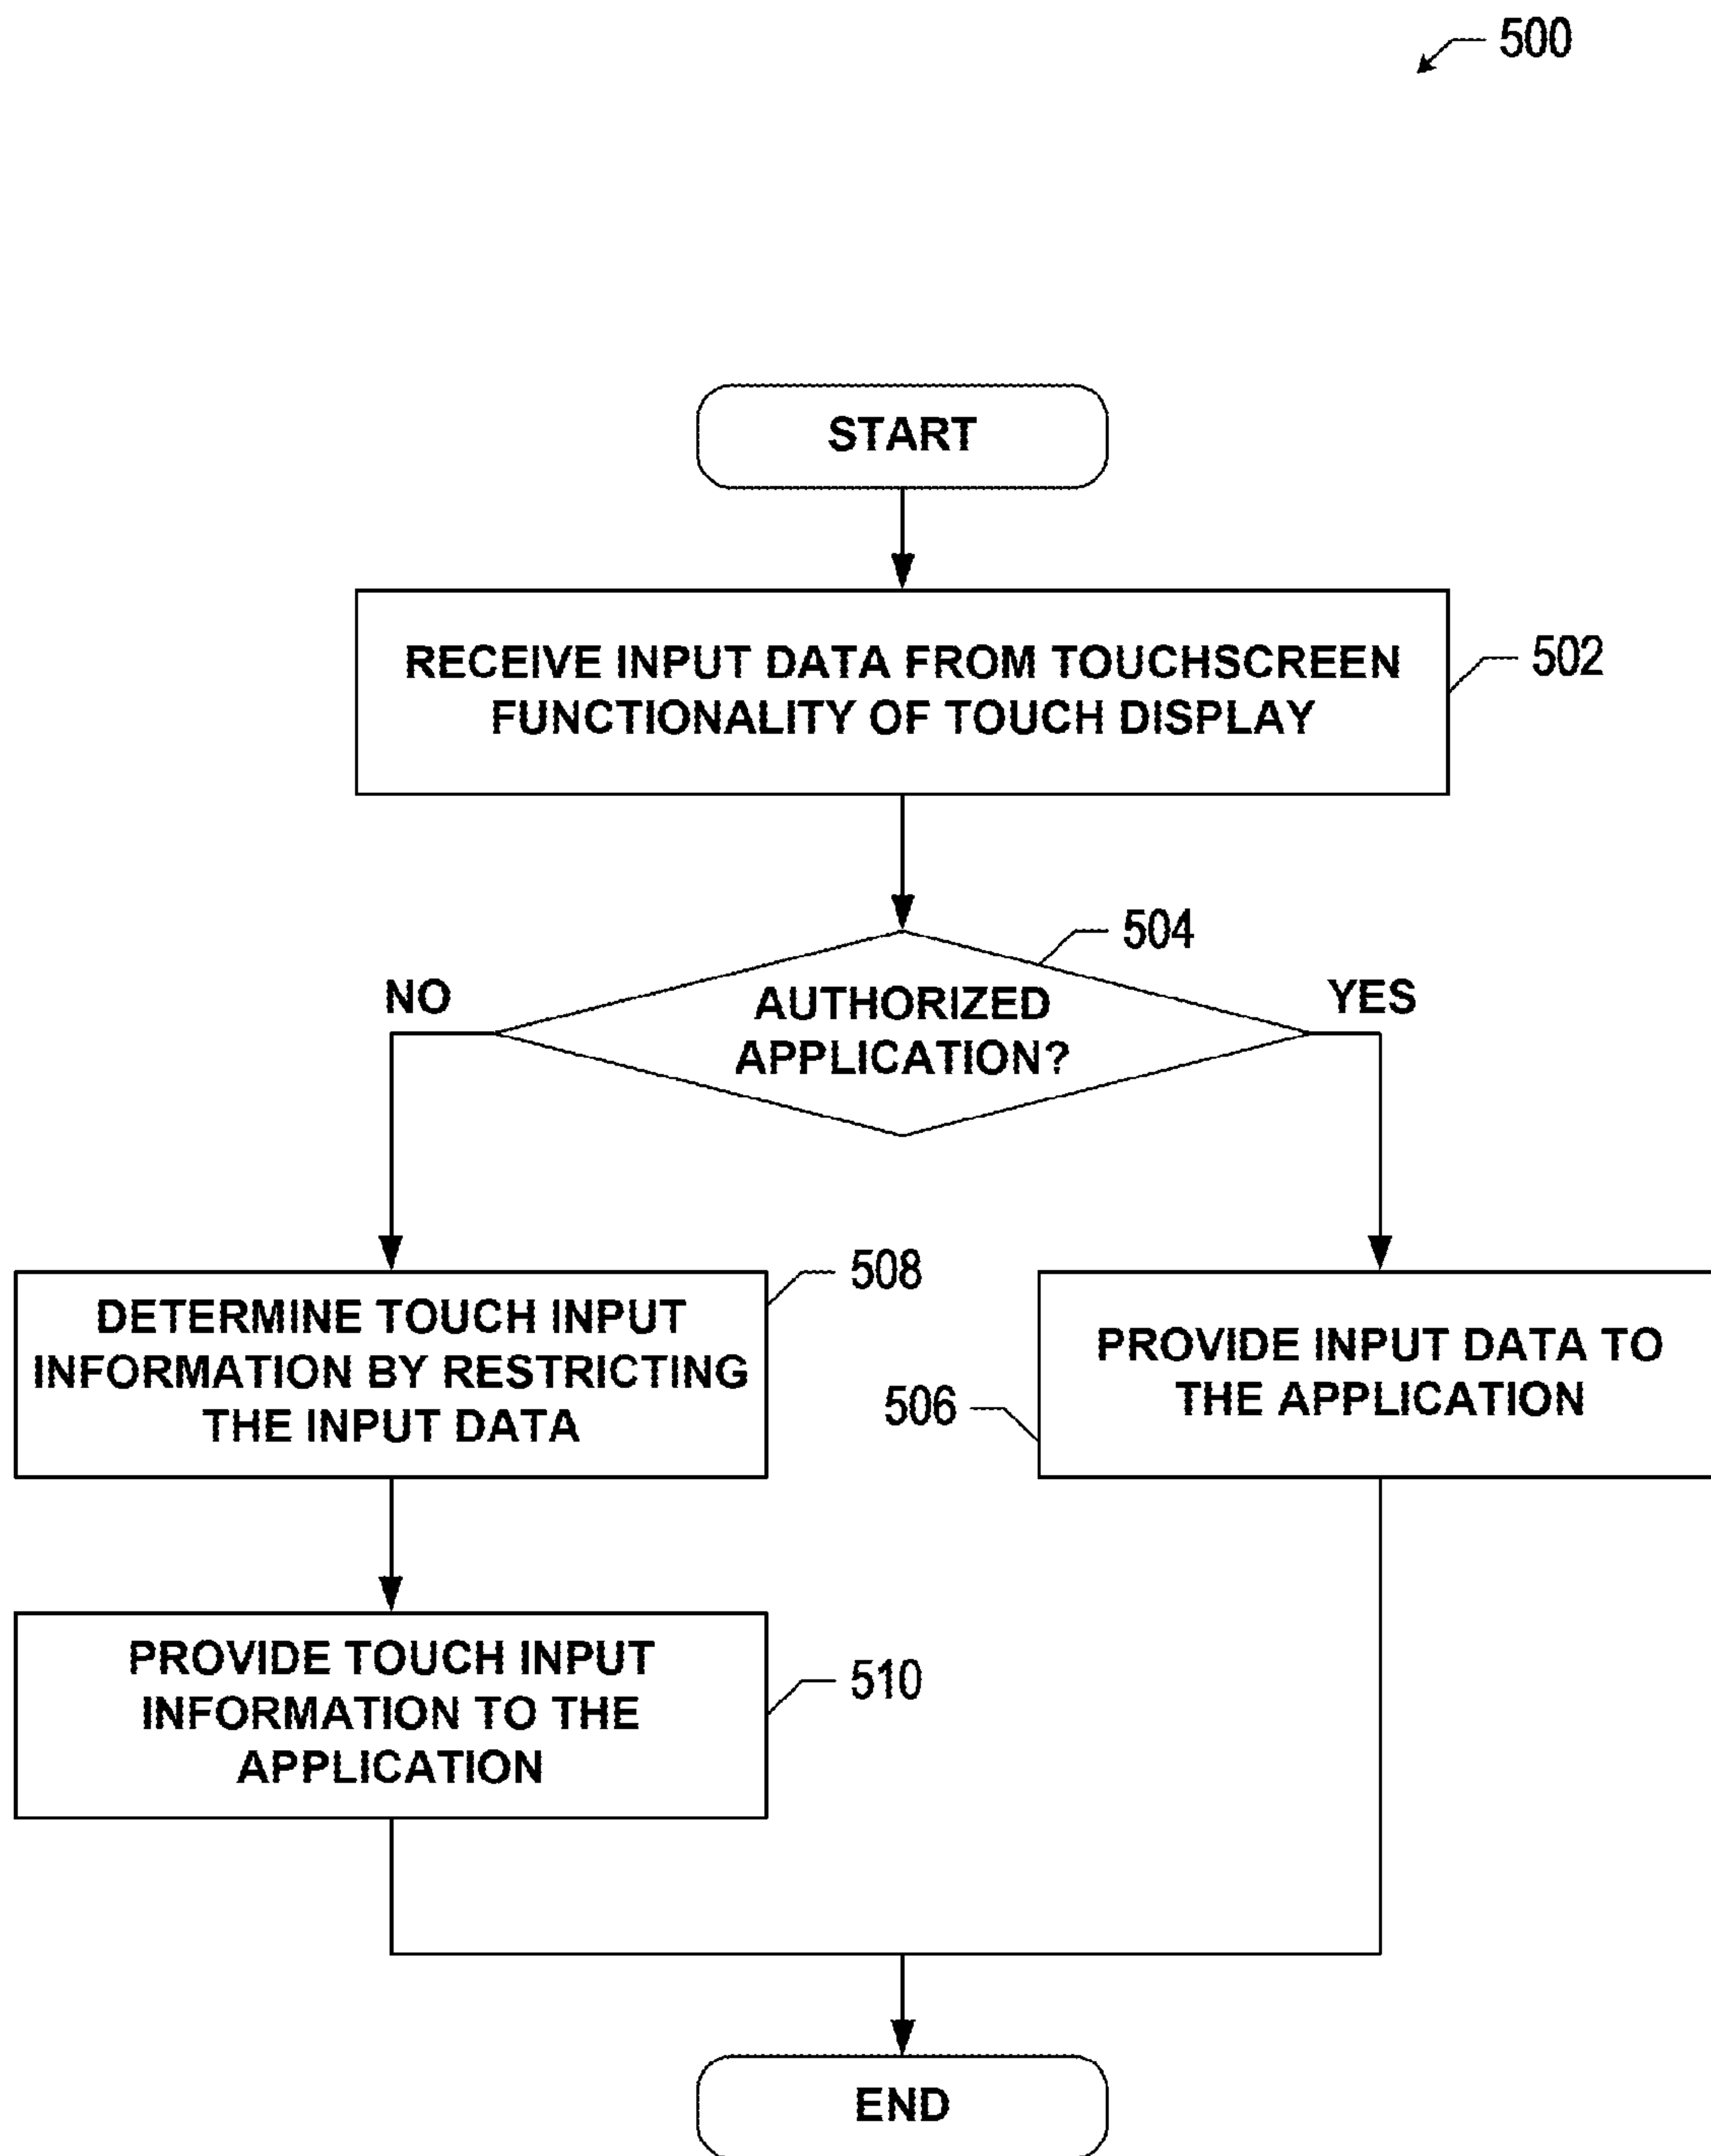 500
START
RECEIVE INPUT DATA FROM TOUCHSCREEN
FUNCTIONALITY OF TOUCH DISPLAY
502
504
NO
AUTHORIZED
APPLICATION?
YES
508
DETERMINE TOUCH INPUT
INFORMATION BY RESTRICTING
THE INPUT DATA
PROVIDE INPUT DATA TO
THE APPLICATION
506
PROVIDE TOUCH INPUT
INFORMATION TO THE
APPLICATION
510
END